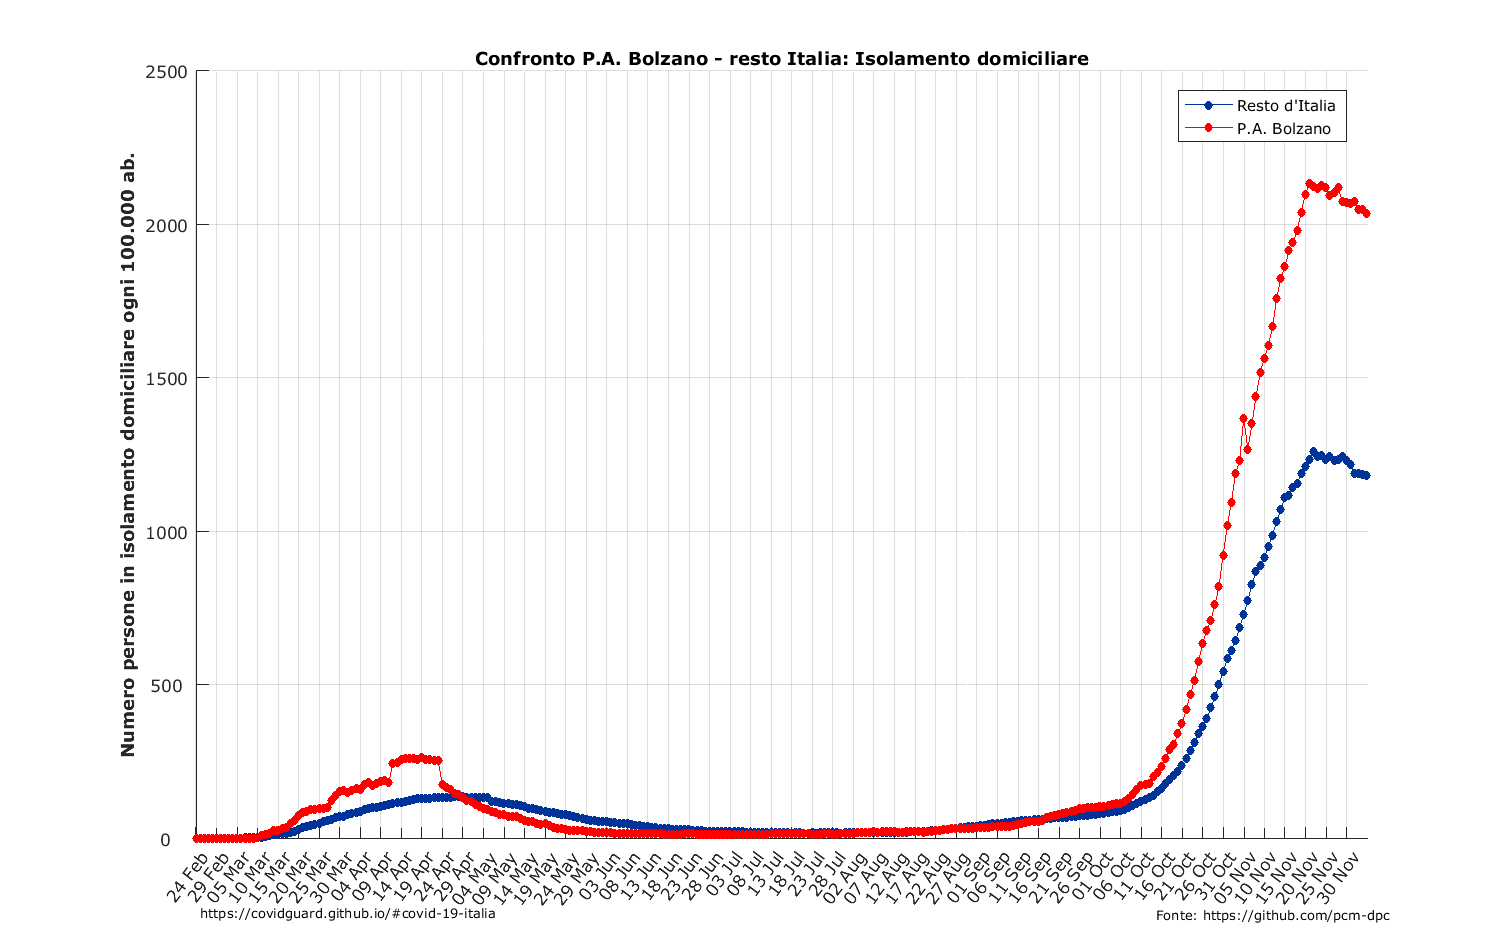 Confronto P.A. Bolzano - resto Italia: Isolamento domiciliare
Numero persone in isolamento domiciliare ogni 100.000 ab.
2500
2000
1500
1000
500
0
Resto d'Italia
P.A. Bolzano
24 Feb
29 Feb
05 Mar
10 Mar
15 Mar
20 Mar
25 Mar
30 Mar
04 Apr
09 Apr
14 Apr
19 Apr
24 Apr
29 Apr
04 May
09 May
14 May
19 May
24 May
29 May
03 Jun
08 Jun
13 Jun
18 Jun
23 Jun
28 Jun
03 Jul
08 Jul
13 Jul
18 Jul
23 Jul
28 Jul
02 Aug
07 Aug
12 Aug
17 Aug
22 Aug
27 Aug
01 Sep
06 Sep
11 Sep
16 Sep
21 Sep
26 Sep
01 Oct
06 Oct
11 Oct
16 Oct
21 Oct
26 Oct
31 Oct
05 Nov
10 Nov
15 Nov
20 Nov
25 Nov
30 Nov
https://covidguard.github.io/#covid-19-italia
Fonte: https://github.com/pcm-dpc